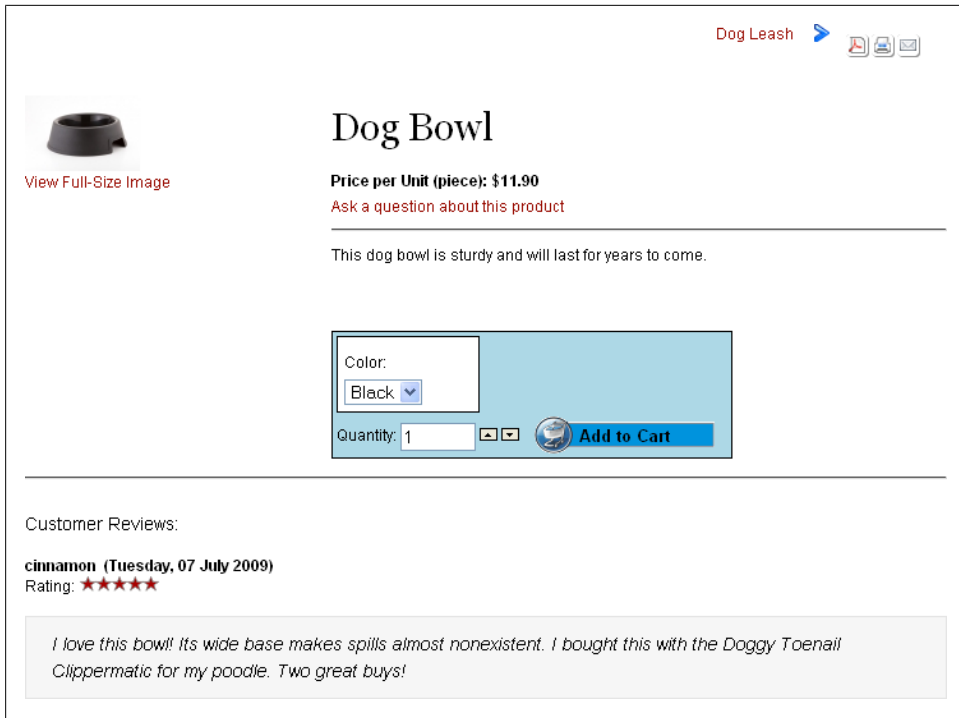 Dog Leash
Dog Bowl
View Full-Size Image
Price per Unit (piece): $11.90
Ask a question about this product
This dog bowl is sturdy and will last for years to come.
Color:
Black
Quantity: 1 Add to Cart
Customer Reviews:
cinnamon (Tuesday, 07 July 2009)
Rating:
I love this bowl! Its wide base makes spills almost nonexistent. I bought this with the Doggy Toenail
Clippermatic for my poodle. Two great buys!